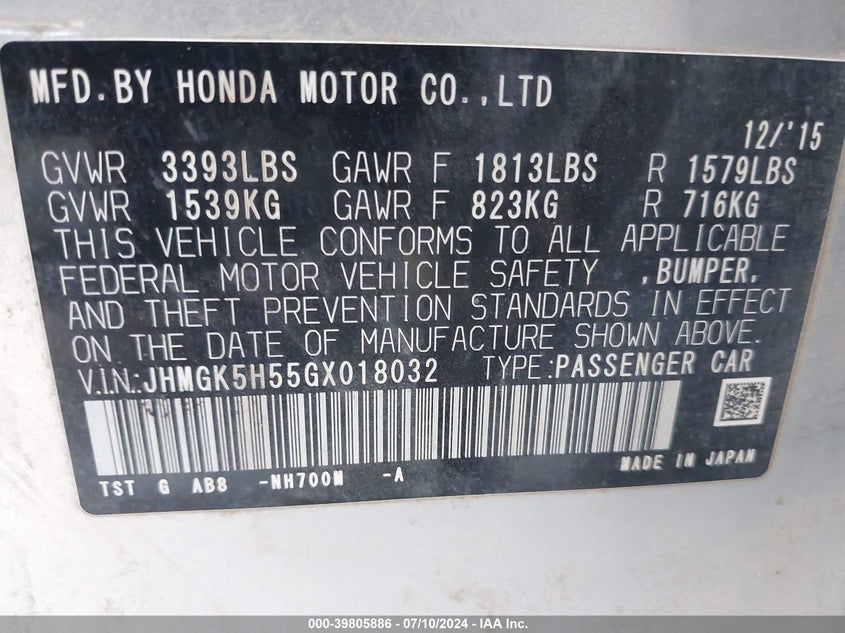 MFD.BY HONDA MOTOR CO.,LTD
12/'15
GVWR 3393LBS GAWR F 1813LBS R 1579LBS
GVWR 1539KG GAWR F 823KG R 716KG
THIS VEHICLE CONFORMS TO ALL APPLICABLE
FEDERAL MOTOR VEHICLE SAFETY ,BUMPER,
AND THEFT PREVENTION STANDARDS IN EFFECT
ON THE DATE OF MANUFACTURE SHOWN ABOVE.
V.I.N.:JHMGK5H55GX018032 TYPE:PASSENGER CAR
TST G AB8 -NH700M -A
MADE IN JAPAN
000-39805886 - 07/10/2024 - IAA Inc.